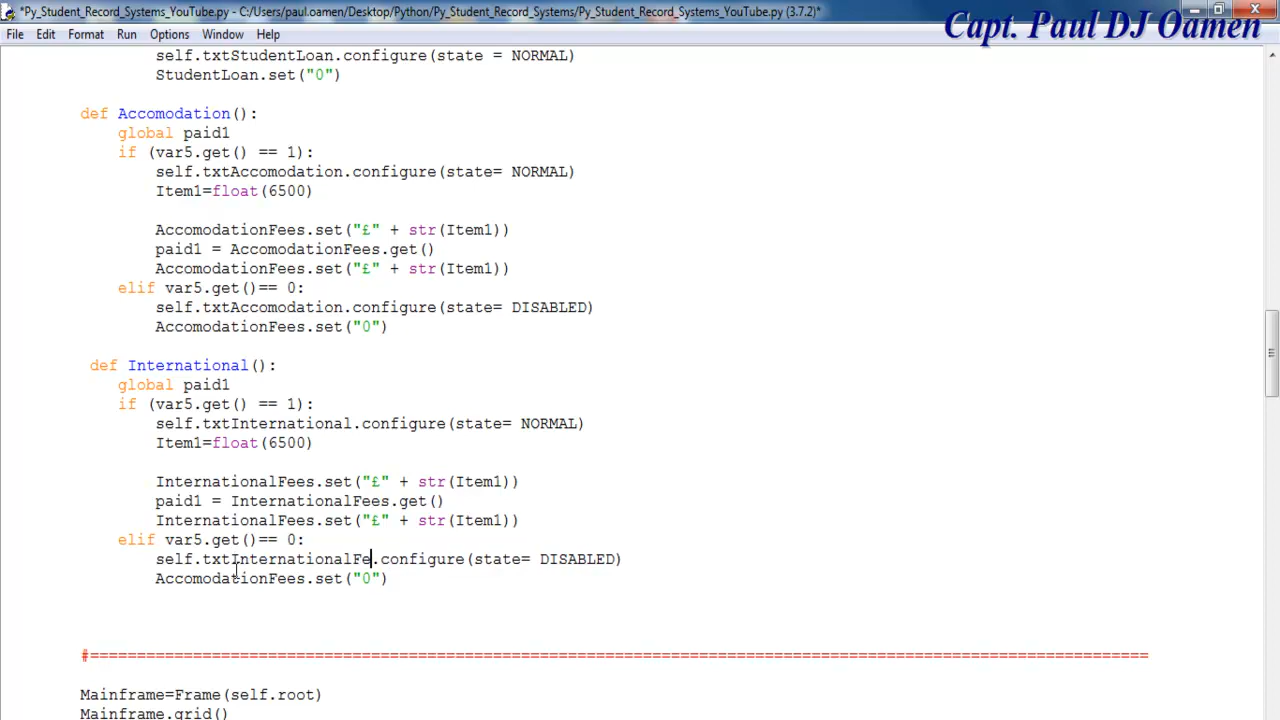 *Py_Student_Record_Systems_YouTube.py - C:/Users/paul.oamen/Desktop/Python/Py_Student_Record_Systems/Py_Student_Record_Systems_YouTube.py (3.7.2)*
Capt. Paul DJ Oamen
File Edit Format Run Options Window Help
self.txtStudentLoan.configure(state = NORMAL)
StudentLoan.set("0")
def Accomodation():
global paid1
if (var5.get() == 1):
self.txtAccomodation.configure(state= NORMAL)
Item1=float(6500)
AccomodationFees.set("£" + str(Item1))
paid1 = AccomodationFees.get()
AccomodationFees.set("£" + str(Item1))
elif var5.get()== 0:
self.txtAccomodation.configure(state= DISABLED)
AccomodationFees.set("0")
def International():
global paid1
if (var5.get() == 1):
self.txtInternational.configure(state= NORMAL)
Item1=float(6500)
InternationalFees.set("£" + str(Item1))
paid1 = InternationalFees.get()
InternationalFees.set("£" + str(Item1))
elif var5.get()== 0:
self.txtInternationalFe.configure(state= DISABLED)
AccomodationFees.set("0")
#==================================================================================================================
Mainframe=Frame(self.root)
Mainframe.grid()